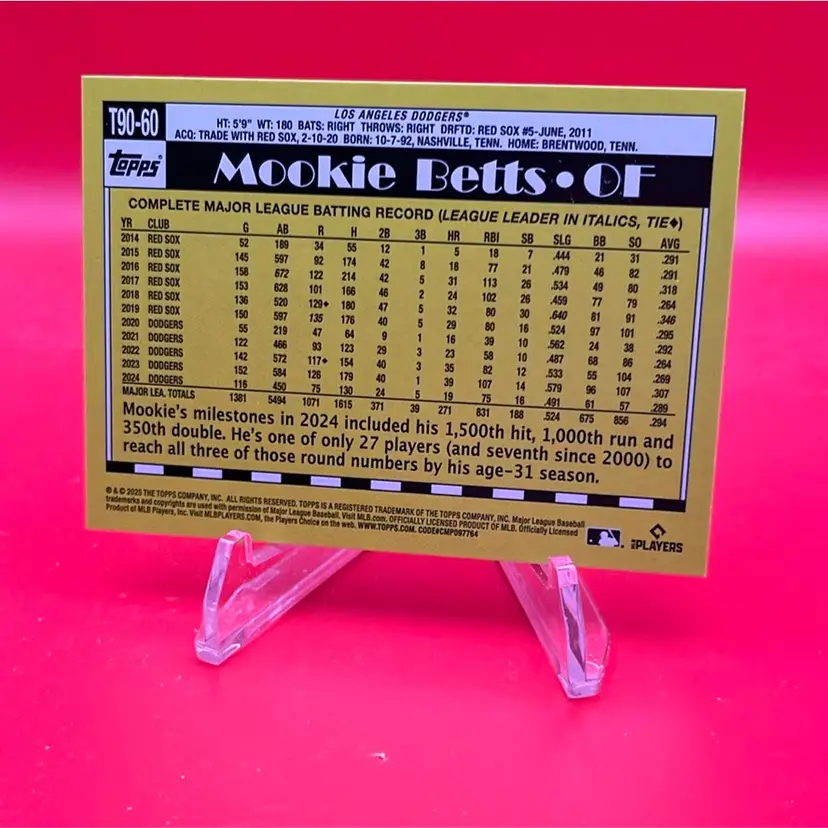 T90-60
LOS ANGELES DODGERS®
HT: 5'9" WT: 180 BATS: RIGHT THROWS: RIGHT DRFTD: RED SOX #5-JUNE, 2011
ACQ: TRADE WITH RED SOX, 2-10-20 BORN: 10-7-92, NASHVILLE, TENN. HOME: BRENTWOOD, TENN.
Topps®
Mookie Betts • OF
COMPLETE MAJOR LEAGUE BATTING RECORD (LEAGUE LEADER IN ITALICS, TIE♦)
YR CLUB G AB R H 2B 3B HR RBI SB SLG BB SO AVG
2014 RED SOX 52 189 34 55 12 1 5 18 7 .444 21 31 .291
2015 RED SOX 145 597 92 174 42 8 18 77 21 .479 46 82 .291
2016 RED SOX 158 672 122 214 42 5 31 113 26 .534 49 80 .318
2017 RED SOX 153 628 101 166 46 2 24 102 26 .459 77 79 .264
2018 RED SOX 136 520 129♦ 180 47 5 32 80 30 .640 81 91 .346
2019 RED SOX 150 597 135 176 40 5 29 80 16 .524 97 101 .295
2020 DODGERS 55 219 47 64 9 1 16 39 10 .562 24 38 .292
2021 DODGERS 122 466 93 123 29 3 23 58 10 .487 68 86 .264
2022 DODGERS 142 572 117♦ 154 40 3 35 82 12 .533 55 104 .269
2023 DODGERS 152 584 126 179 40 1 39 107 14 .579 96 107 .307
2024 DODGERS 116 450 75 130 24 5 19 75 16 .491 61 57 .289
MAJOR LEA. TOTALS 1381 5494 1071 1615 371 39 271 831 188 .524 675 856 .294
Mookie's milestones in 2024 included his 1,500th hit, 1,000th run and
350th double. He's one of only 27 players (and seventh since 2000) to
reach all three of those round numbers by his age-31 season.
® & © 2025 THE TOPPS COMPANY, INC. ALL RIGHTS RESERVED. TOPPS IS A REGISTERED TRADEMARK OF THE TOPPS COMPANY, INC. Major League Baseball
trademarks and copyrights are used with permission of Major League Baseball. Visit MLB.com. OFFICIALLY LICENSED PRODUCT OF MLB. Officially Licensed
Product of MLB Players, Inc. Visit MLBPLAYERS.COM, the Players Choice on the web. WWW.TOPPS.COM. CODE#CMP097764
MLB PLAYERS